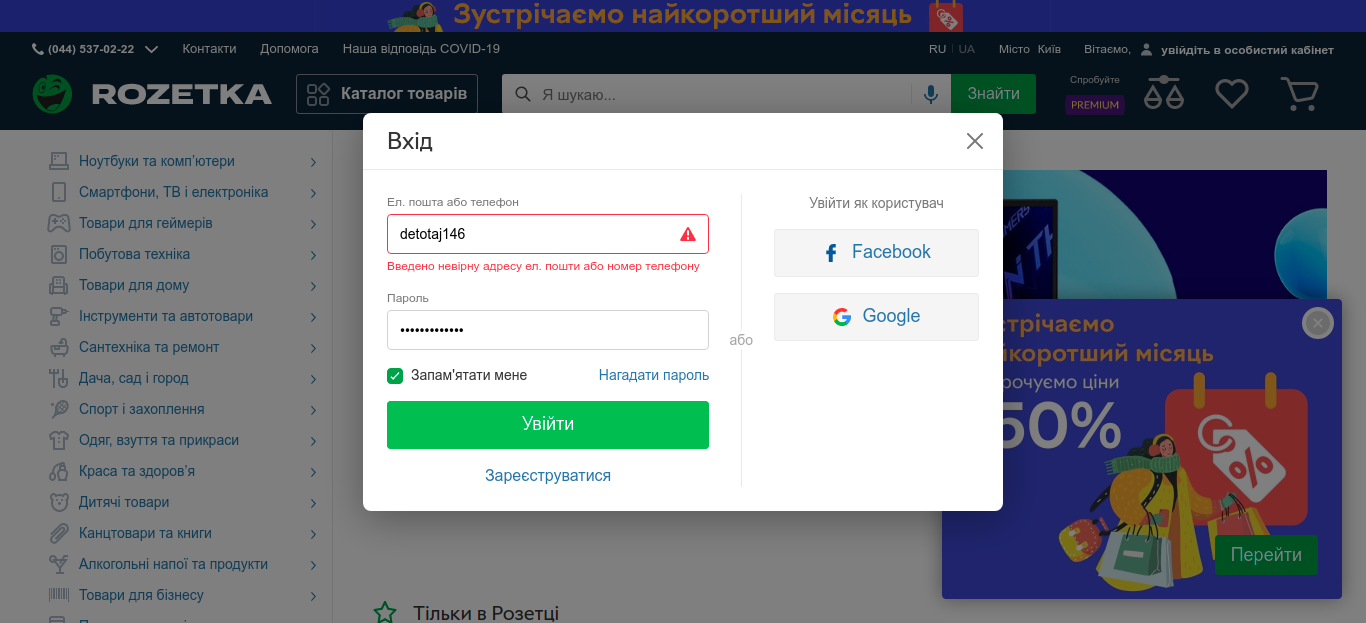 Зустрічаємо найкоротший місяць
(044) 537-02-22 Контакти Допомога Наша відповідь COVID-19 RU UA Місто Київ Вітаємо, увійдіть в особистий кабінет
ROZETKA Каталог товарів Я шукаю... Знайти Спробуйте
PREMIUM
Вхід
Ноутбуки та комп'ютери
Смартфони, ТВ і електроніка
Товари для геймерів
Побутова техніка
Товари для дому
Інструменти та автотовари
Сантехніка та ремонт
Дача, сад і город
Спорт і захоплення
Одяг, взуття та прикраси
Краса та здоров'я
Дитячі товари
Канцтовари та книги
Алкогольні напої та продукти
Товари для бізнесу
Ел. пошта або телефон
detotaj146
Введено невірну адресу ел. пошти або номер телефону
Пароль
•••••••••••••
Запам'ятати мене Нагадати пароль
Увійти
Зареєструватися
або
Увійти як користувач
Facebook
Google
стрічаємо
йкоротший місяць
рочуємо ціни
50%
%
%
Перейти
Тільки в Розетці